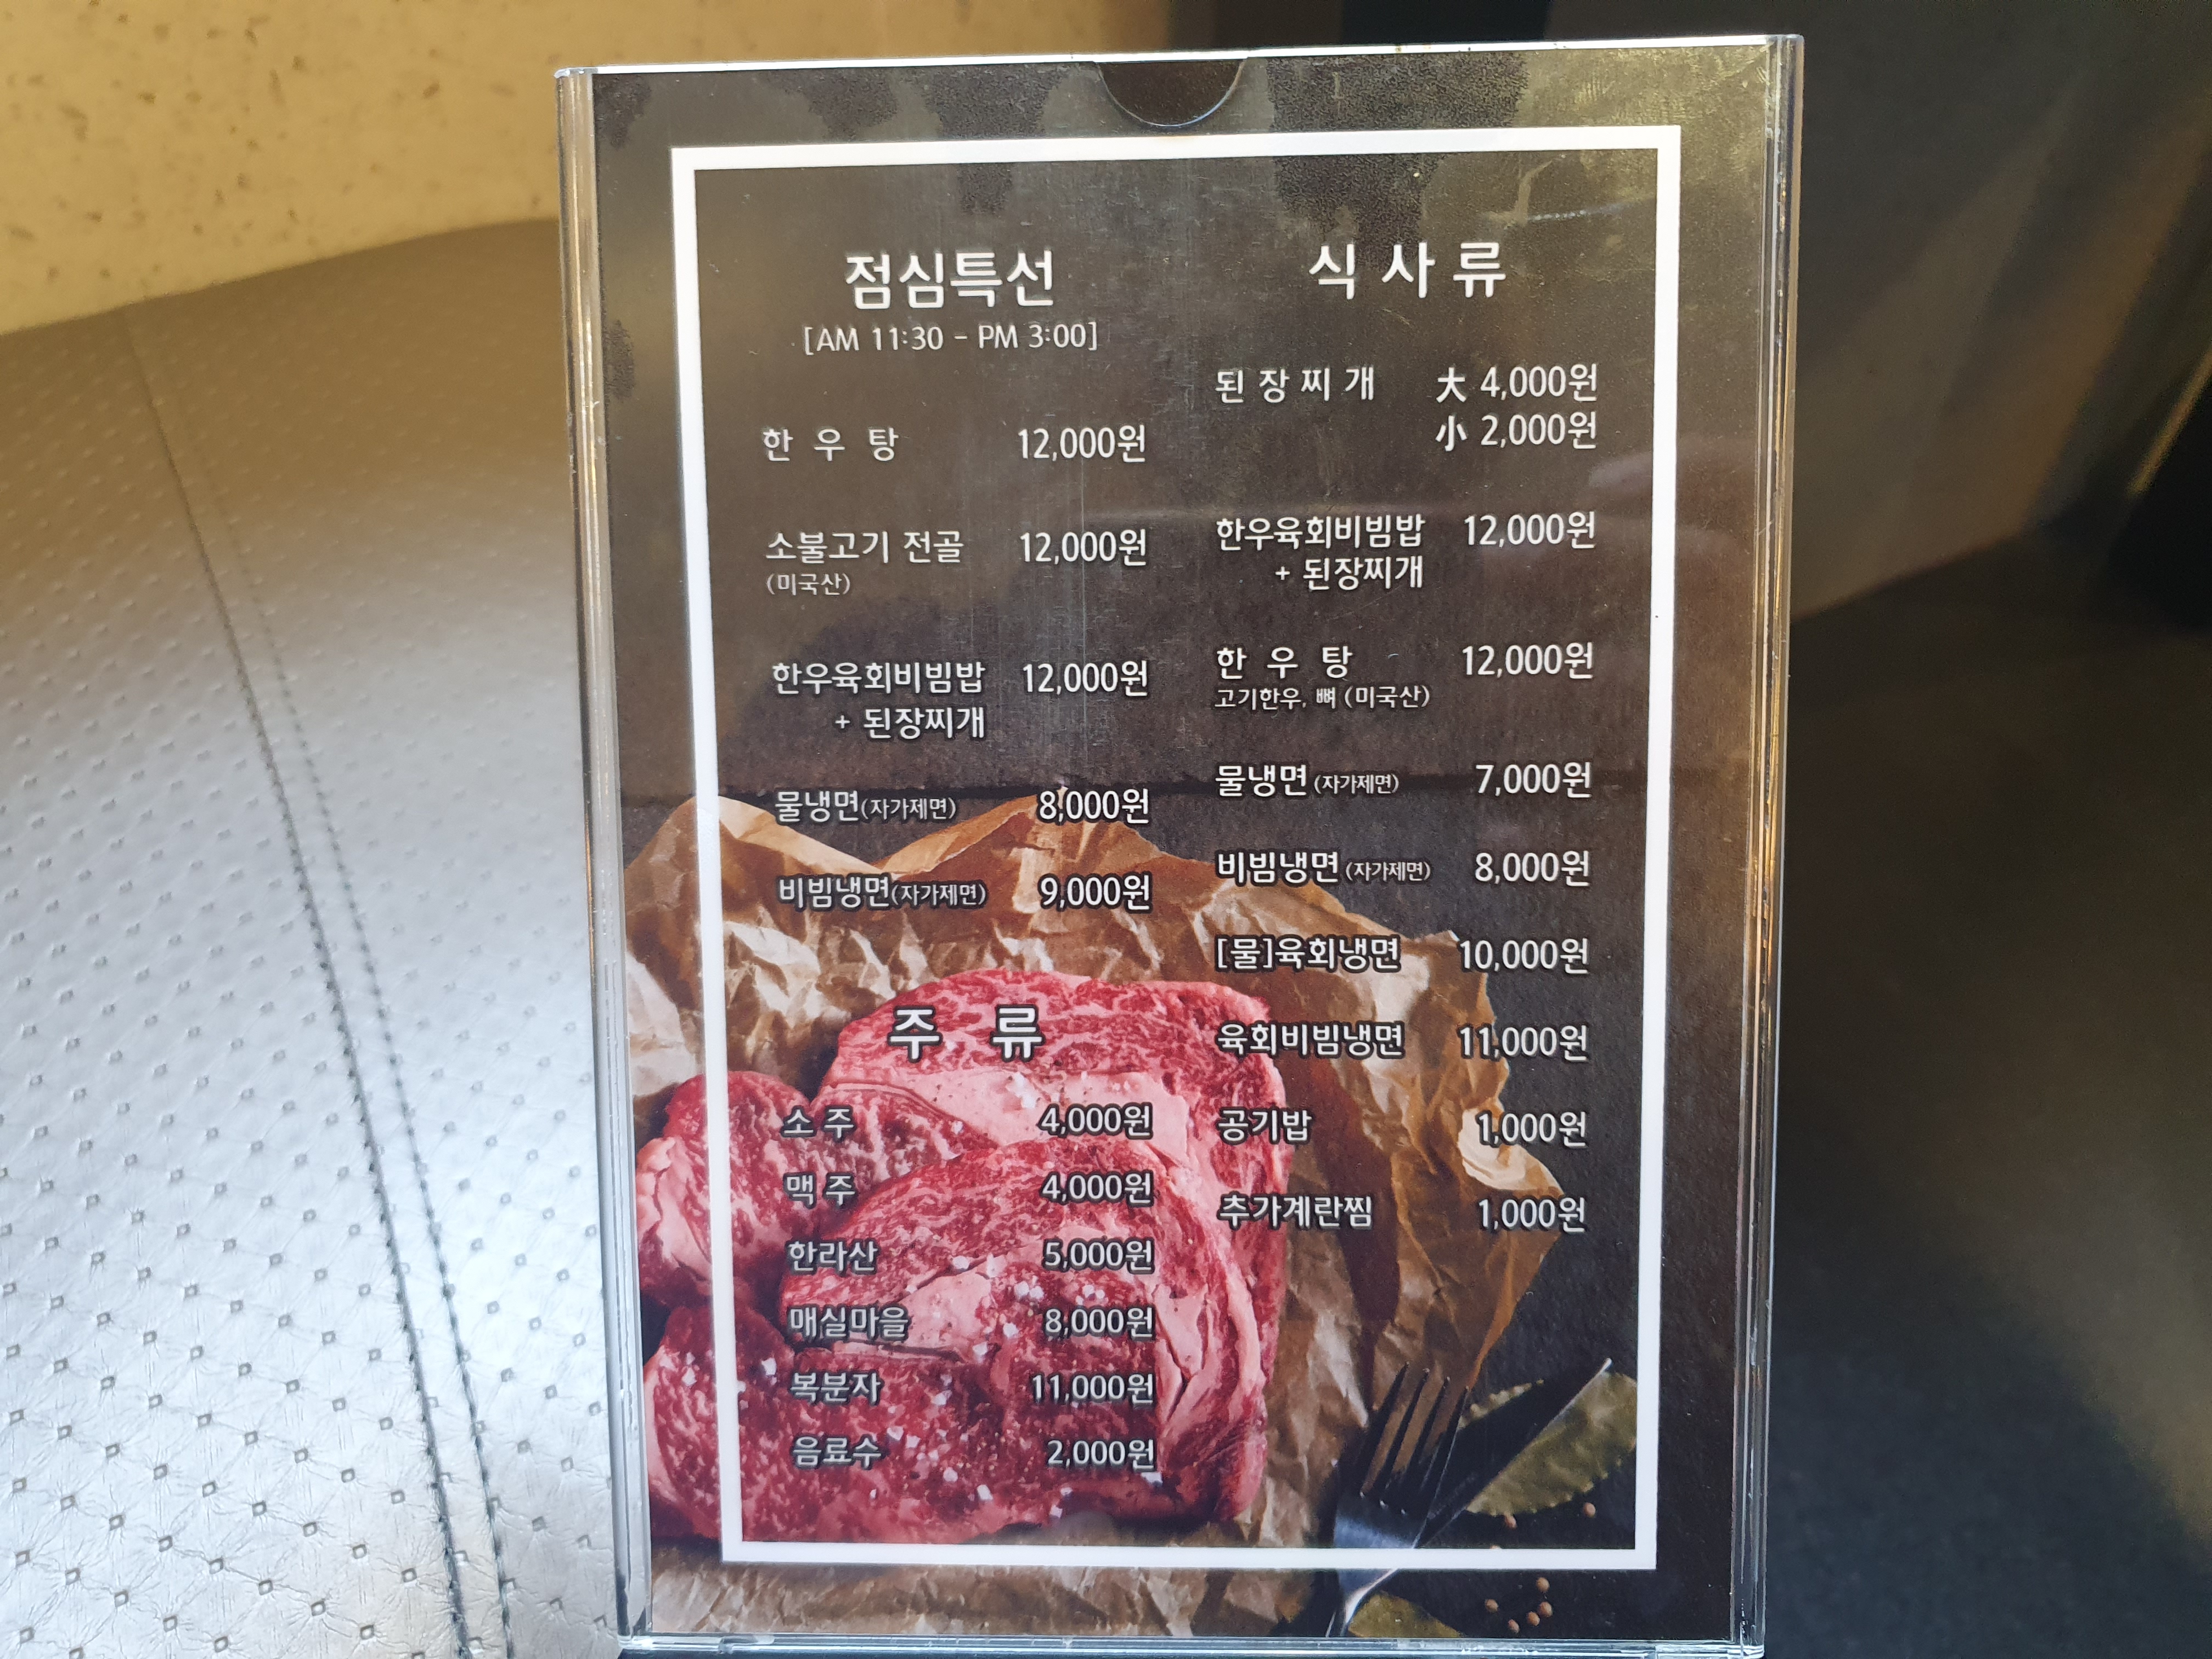 점심특선
[AM 11:30 - PM 3:00]
한 우 탕 12,000원
소불고기 전골 12,000원
(미국산)
한우육회비빔밥 12,000원
+ 된장찌개
물냉면(자가제면) 8,000원
비빔냉면(자가제면) 9,000원
주 류
소 주 4,000원
맥 주 4,000원
한라산 5,000원
매실마을 8,000원
복분자 11,000원
음료수 2,000원
식 사 류
된 장 찌 개 大 4,000원
小 2,000원
한우육회비빔밥 12,000원
+ 된장찌개
한 우 탕 12,000원
고기한우, 뼈 (미국산)
물냉면 (자가제면) 7,000원
비빔냉면 (자가제면) 8,000원
[물]육회냉면 10,000원
육회비빔냉면 11,000원
공기밥 1,000원
추가계란찜 1,000원